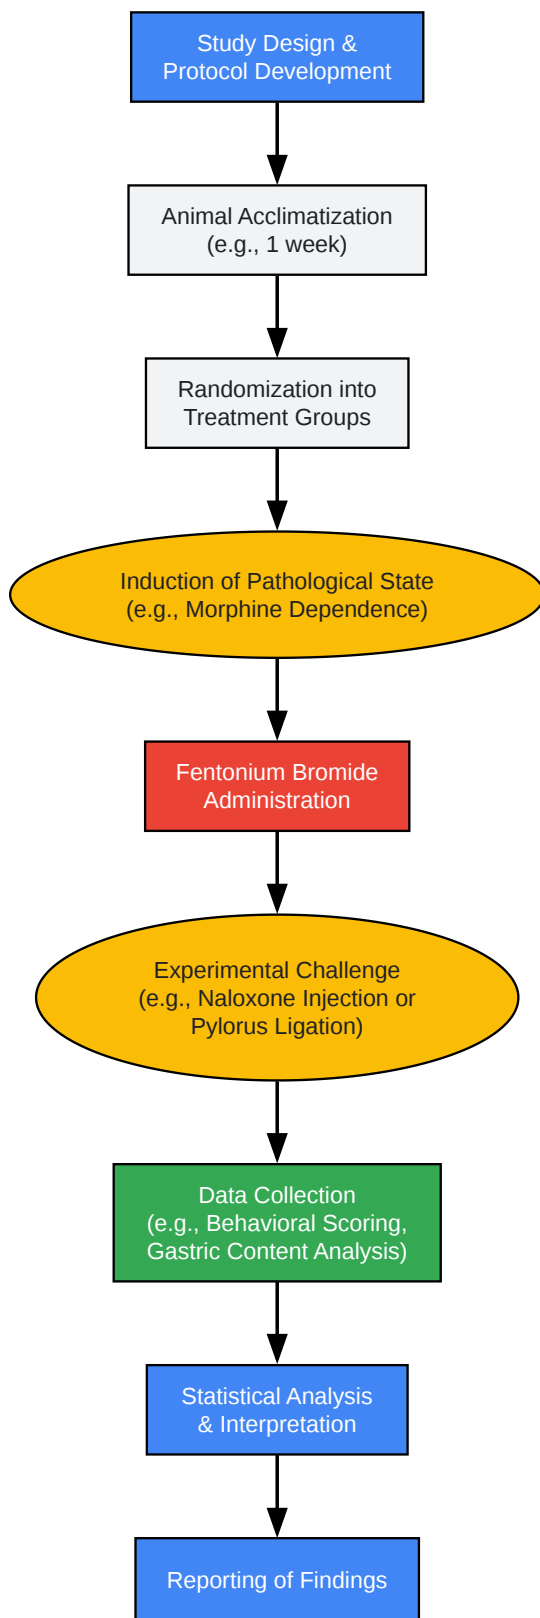 Study Design &
Protocol Development
Animal Acclimatization
(e.g., 1 week)
Randomization into
Treatment Groups
Induction of Pathological State
(e.g., Morphine Dependence)
Fentonium Bromide
Administration
Experimental Challenge
(e.g., Naloxone Injection or
Pylorus Ligation)
Data Collection
(e.g., Behavioral Scoring,
Gastric Content Analysis)
Statistical Analysis
& Interpretation
Reporting of Findings